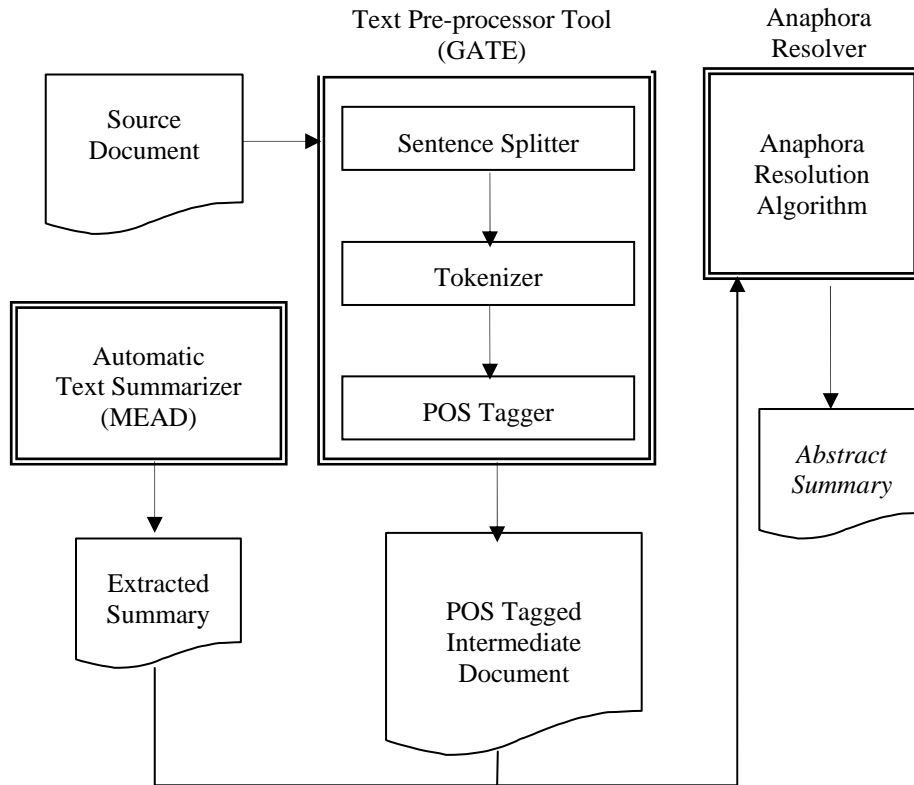 Text Pre-processor Tool
(GATE)
Anaphora
Resolver
Source
Document
Sentence Splitter
Tokenizer
POS Tagger
Anaphora
Resolution
Algorithm
Automatic
Text Summarizer
(MEAD)
Abstract
Summary
Extracted
Summary
POS Tagged
Intermediate
Document